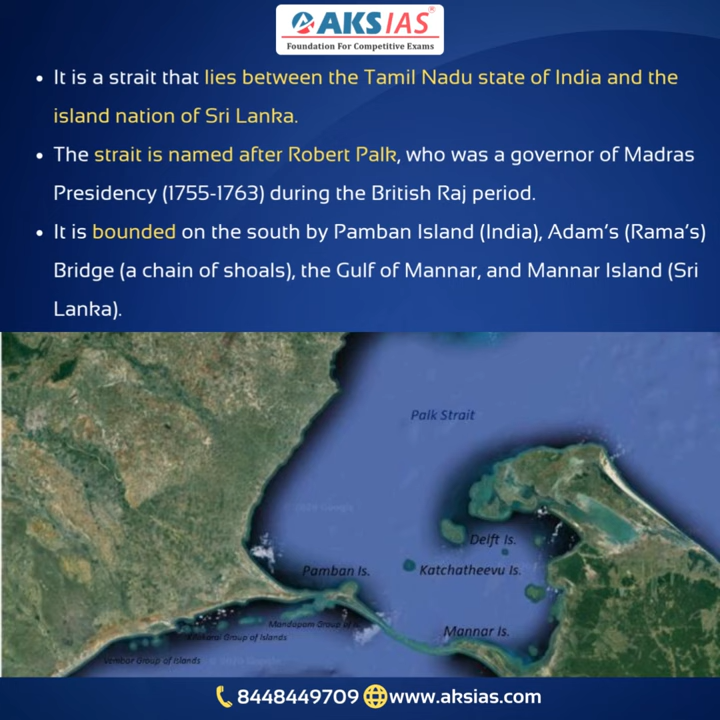 AKS IAS®
Foundation For Competitive Exams
• It is a strait that lies between the Tamil Nadu state of India and the
island nation of Sri Lanka.
• The strait is named after Robert Palk, who was a governor of Madras
Presidency (1755-1763) during the British Raj period.
• It is bounded on the south by Pamban Island (India), Adam's (Rama's)
Bridge (a chain of shoals), the Gulf of Mannar, and Mannar Island (Sri
Lanka).
Palk Strait
Google
Delft Is.
Pamban Is.
Katchatheevu Is.
Mandapam Group
Group of Islands
Mannar Is.
Vembar Group of Islands
8448449709 www.aksias.com